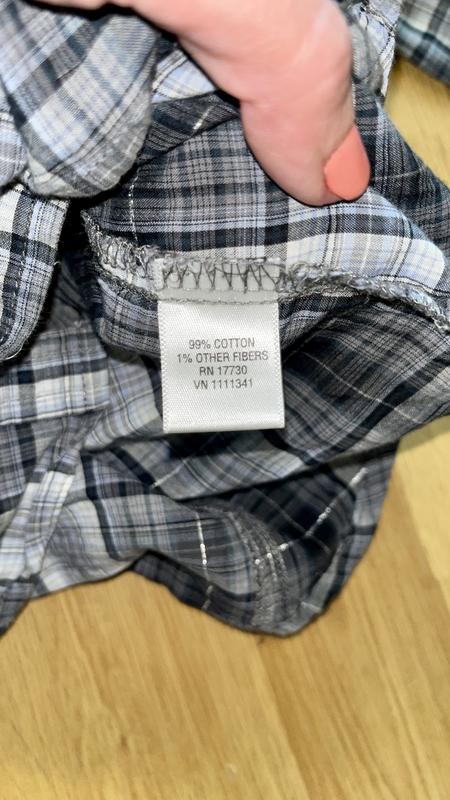 99% COTTON
1% OTHER FIBERS
RN 17730
VN 1111341